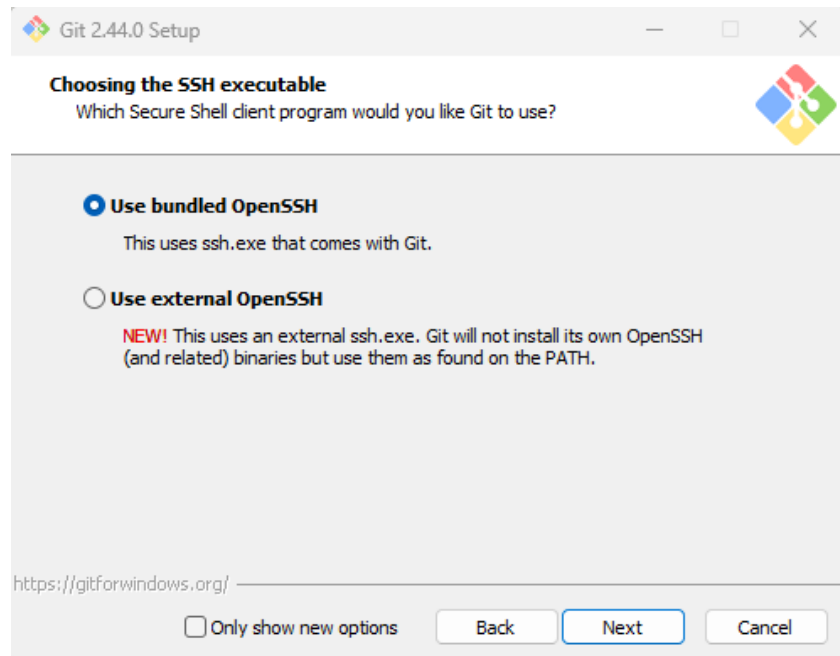 Git 2.44.0 Setup
Choosing the SSH executable
Which Secure Shell client program would you like Git to use?
Use bundled OpenSSH
This uses ssh.exe that comes with Git.
Use external OpenSSH
NEW! This uses an external ssh.exe. Git will not install its own OpenSSH
(and related) binaries but use them as found on the PATH.
https://gitforwindows.org/
Only show new options
Back
Next
Cancel